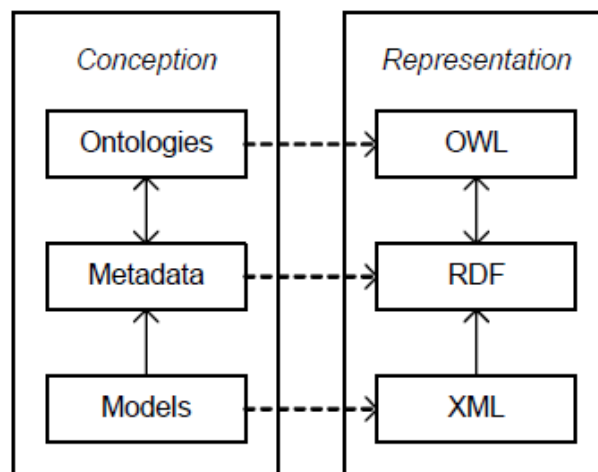 Conception
Representation
Ontologies
OWL
Metadata
RDF
Models
XML